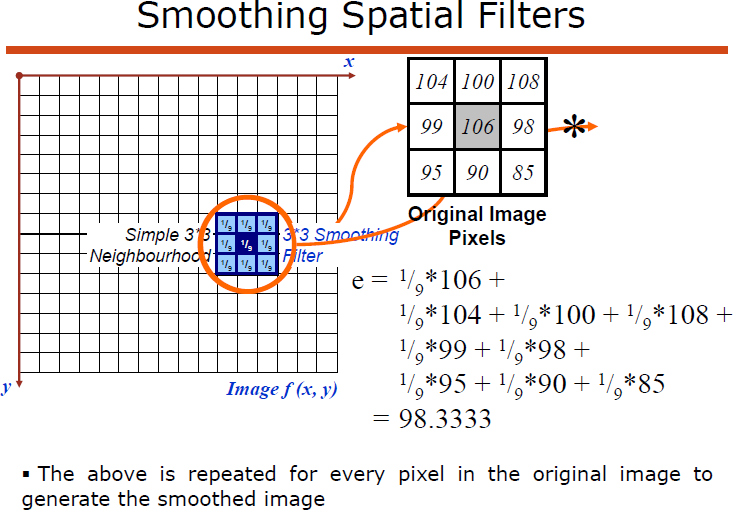 Smoothing Spatial Filters
x
104 100 108
99 106 98
95 90 85
*
Original Image
Pixels
Simple 3*3
Neighbourhood
¹/₉ ¹/₉ ¹/₉
¹/₉ ¹/₉ ¹/₉
¹/₉ ¹/₉ ¹/₉
3*3 Smoothing
Filter
e = ¹/₉*106 +
¹/₉*104 + ¹/₉*100 + ¹/₉*108 +
¹/₉*99 + ¹/₉*98 +
¹/₉*95 + ¹/₉*90 + ¹/₉*85
= 98.3333
y
Image f (x, y)
▪ The above is repeated for every pixel in the original image to
generate the smoothed image